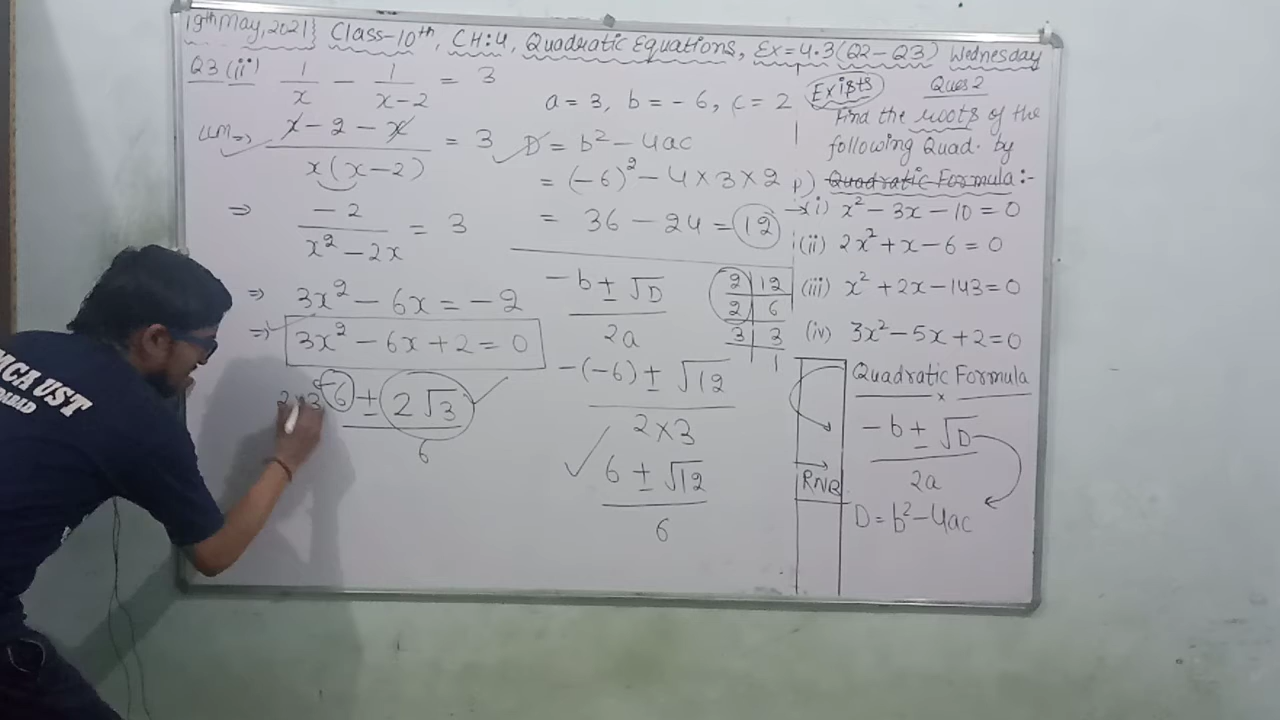 19th May, 2021} Class-10th, CH:4, Quadratic Equations, Ex=4.3(Q2-Q3) Wednesday
Q3(ii) 1/x - 1/(x-2) = 3
LCM=> (x - 2 - x)/(x(x-2)) = 3
=> -2/(x² - 2x) = 3
=> 3x² - 6x = -2
=> 3x² - 6x + 2 = 0
2×3 6 ± 2√3
6
a = 3, b = -6, c = 2
D = b² - 4ac
= (-6)² - 4×3×2
= 36 - 24 = 12
-b ± √D
2a
2 | 12
2 | 6
3 | 3
1
-(-6) ± √12
2×3
6 ± √12
6
Exists
Ques 2
Find the roots of the
following Quad. by
Quadratic Formula:-
(i) x² - 3x - 10 = 0
(ii) 2x² + x - 6 = 0
(iii) x² + 2x - 143 = 0
(iv) 3x² - 5x + 2 = 0
Quadratic Formula
-b ± √D
2a
D = b² - 4ac
MCA UST